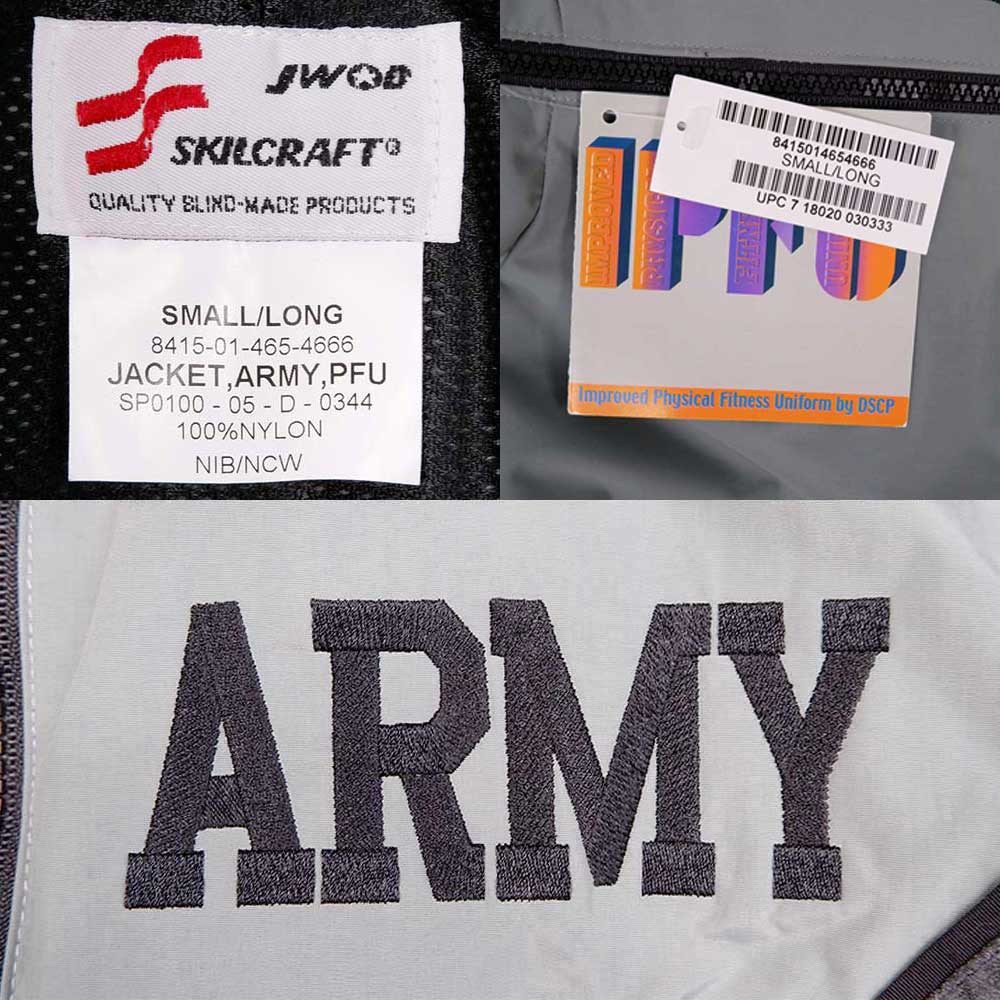 JWOD
SKILCRAFT®
QUALITY BLIND-MADE PRODUCTS
SMALL/LONG
8415-01-465-4666
JACKET,ARMY,PFU
SP0100 - 05 - D - 0344
100%NYLON
NIB/NCW
8415014654666
SMALL/LONG
UPC 7 18020 030333
IMPROVED
Improved Physical Fitness Uniform by DSCP
ARMY